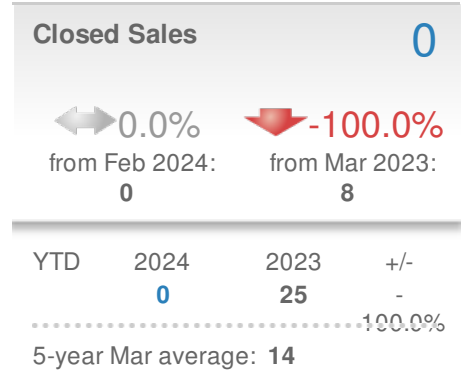 Closed Sales 0
0.0% -100.0%
from Feb 2024: from Mar 2023:
0 8
YTD 2024 2023 +/-
0 25 -
100.0%
5-year Mar average: 14